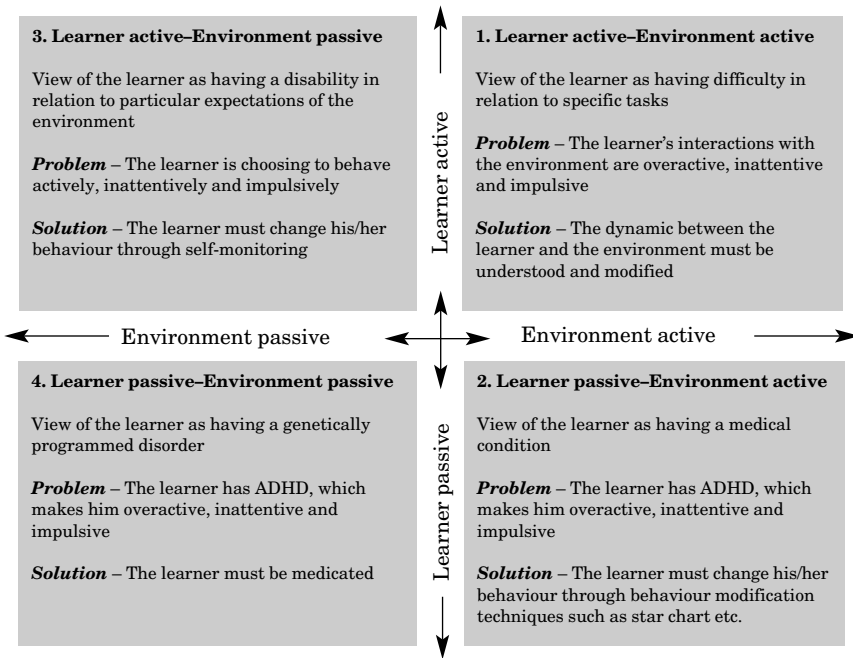 3. Learner active–Environment passive
View of the learner as having a disability in
relation to particular expectations of the
environment
Problem – The learner is choosing to behave
actively, inattentively and impulsively
Solution – The learner must change his/her
behaviour through self-monitoring
Learner active
1. Learner active–Environment active
View of the learner as having difficulty in
relation to specific tasks
Problem – The learner’s interactions with
the environment are overactive, inattentive
and impulsive
Solution – The dynamic between the
learner and the environment must be
understood and modified
Environment passive
Environment active
4. Learner passive–Environment passive
View of the learner as having a genetically
programmed disorder
Problem – The learner has ADHD, which
makes him overactive, inattentive and
impulsive
Solution – The learner must be medicated
Learner passive
2. Learner passive–Environment active
View of the learner as having a medical
condition
Problem – The learner has ADHD, which
makes him overactive, inattentive and
impulsive
Solution – The learner must change his/her
behaviour through behaviour modification
techniques such as star chart etc.